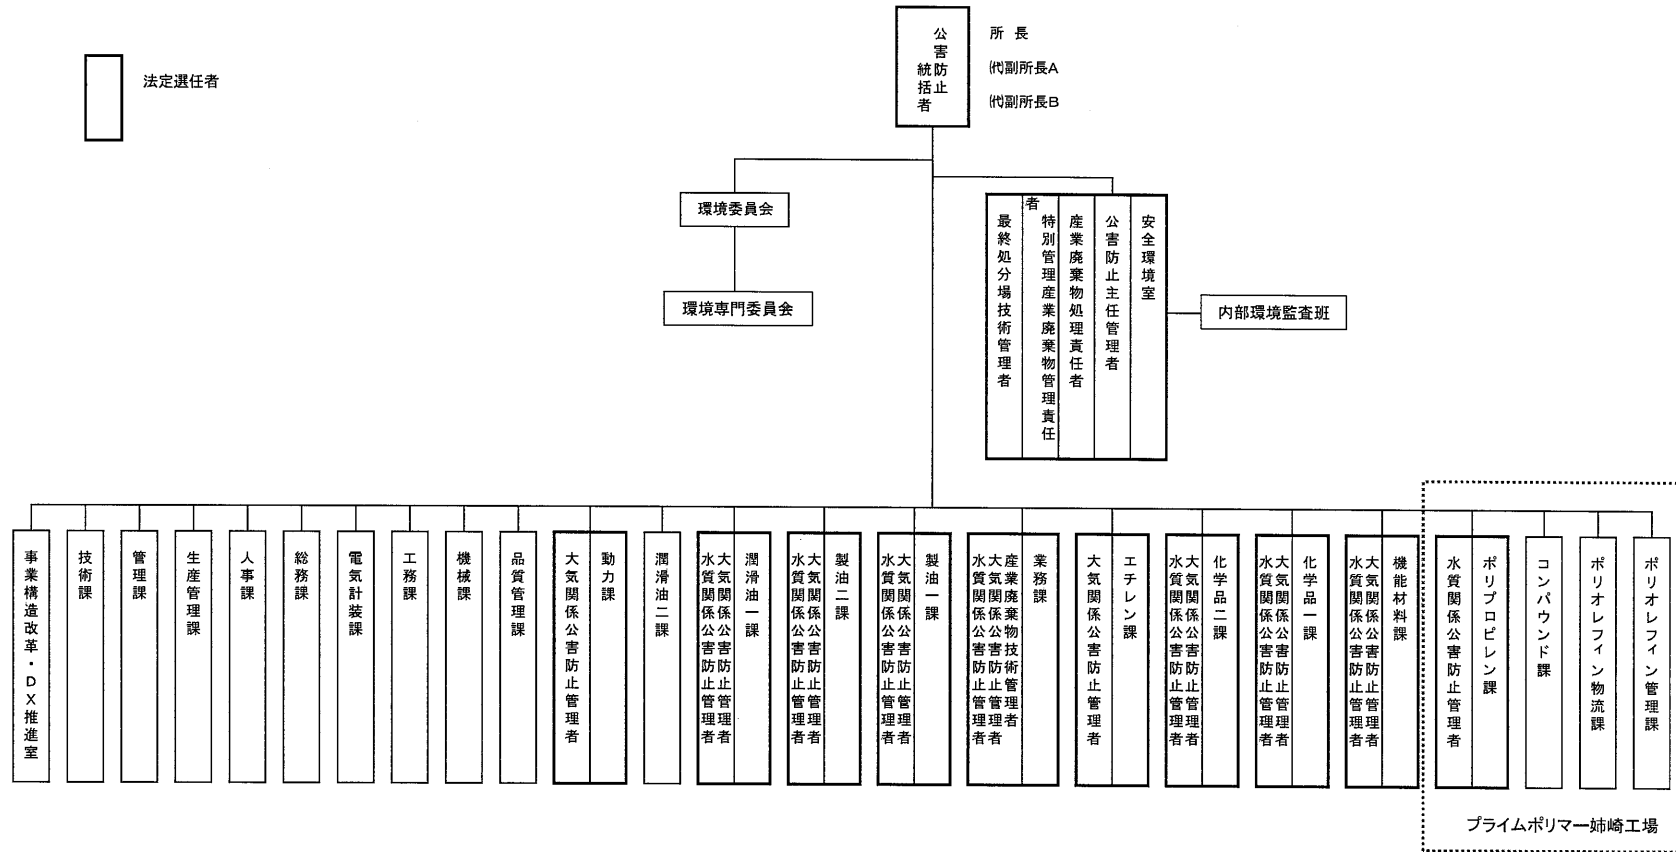 法定選任者
公害防止
統括者
所長
㈹副所長A
㈹副所長B
環境委員会
環境専門委員会
安全環境室
公害防止主任管理者
産業廃棄物処理責任者
特別管理産業廃棄物管理責任
者
最終処分場技術管理者
内部環境監査班
事業構造改革・DX推進室
技術課
管理課
生産管理課
人事課
総務課
電気計装課
工務課
機械課
品質管理課
動力課
大気関係公害防止管理者
潤滑油二課
潤滑油一課
大気関係公害防止管理者
水質関係公害防止管理者
製油二課
大気関係公害防止管理者
水質関係公害防止管理者
製油一課
大気関係公害防止管理者
水質関係公害防止管理者
業務課
産業廃棄物技術管理者
大気関係公害防止管理者
水質関係公害防止管理者
エチレン課
大気関係公害防止管理者
化学品二課
大気関係公害防止管理者
水質関係公害防止管理者
化学品一課
大気関係公害防止管理者
水質関係公害防止管理者
機能材料課
大気関係公害防止管理者
水質関係公害防止管理者
ポリプロピレン課
水質関係公害防止管理者
コンパウンド課
ポリオレフィン物流課
ポリオレフィン管理課
プライムポリマー姉崎工場